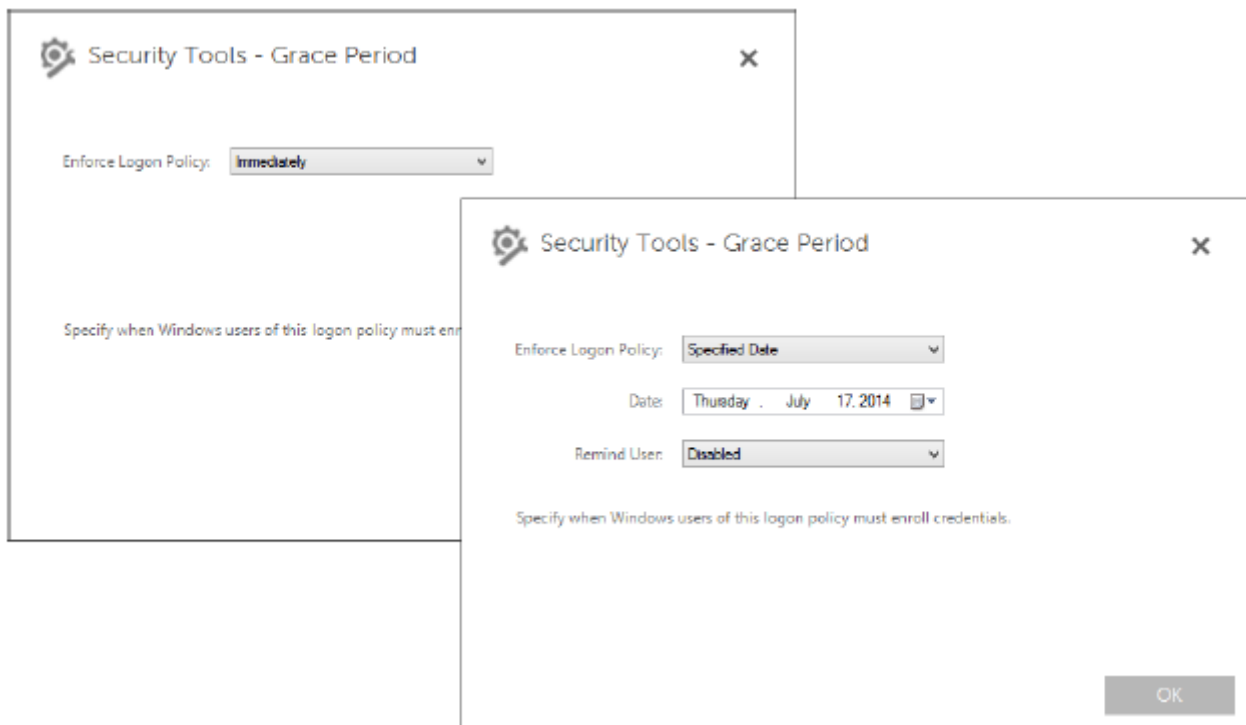 Security Tools - Grace Period
Enforce Logon Policy: Immediately
Specify when Windows users of this logon policy must enr
Security Tools - Grace Period
Enforce Logon Policy: Specified Date
Date: Thursday , July 17, 2014
Remind User: Disabled
Specify when Windows users of this logon policy must enroll credentials.
OK